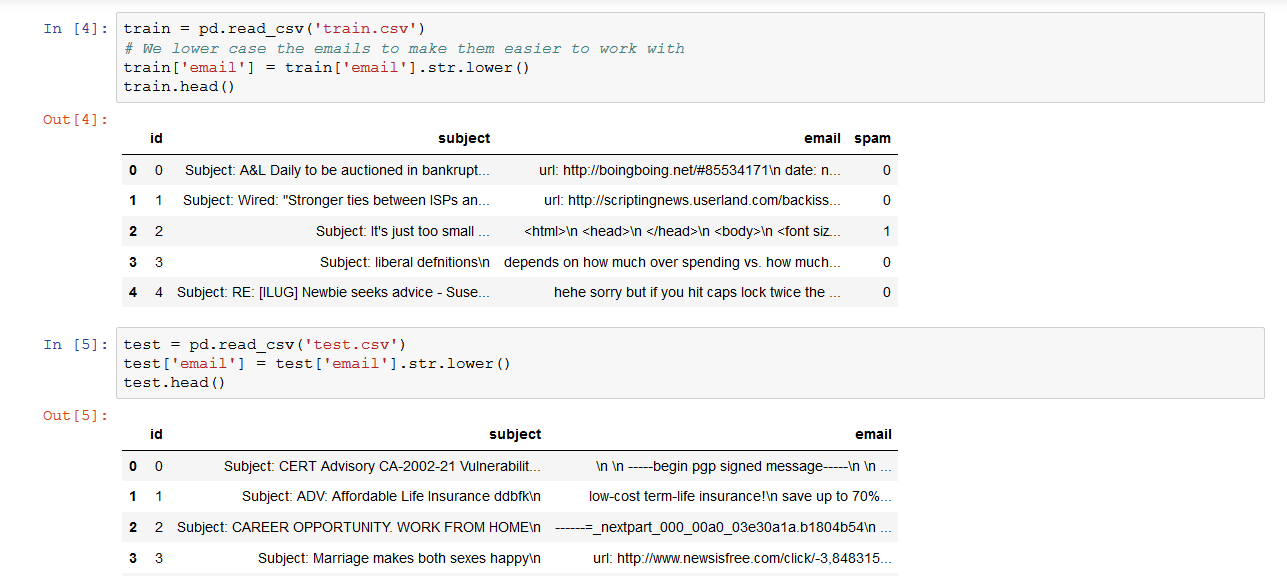 In [4]: train = pd.read_csv('train.csv')
# We lower case the emails to make them easier to work with
train['email'] = train['email'].str.lower()
train.head()
Out[4]:
id subject email spam
0 0 Subject: A&L Daily to be auctioned in bankrupt... url: http://boingboing.net/#85534171\n date: n... 0
1 1 Subject: Wired: "Stronger ties between ISPs an... url: http://scriptingnews.userland.com/backiss... 0
2 2 Subject: It's just too small ... <html>\n <head>\n </head>\n <body>\n <font siz... 1
3 3 Subject: liberal defnitions\n depends on how much over spending vs. how much... 0
4 4 Subject: RE: [ILUG] Newbie seeks advice - Suse... hehe sorry but if you hit caps lock twice the ... 0
In [5]: test = pd.read_csv('test.csv')
test['email'] = test['email'].str.lower()
test.head()
Out[5]:
id subject email
0 0 Subject: CERT Advisory CA-2002-21 Vulnerabilit... \n \n -----begin pgp signed message-----\n \n ...
1 1 Subject: ADV: Affordable Life Insurance ddbfk\n low-cost term-life insurance!\n save up to 70%...
2 2 Subject: CAREER OPPORTUNITY. WORK FROM HOME\n ------=_nextpart_000_00a0_03e30a1a.b1804b54\n ...
3 3 Subject: Marriage makes both sexes happy\n url: http://www.newsisfree.com/click/-3,848315...